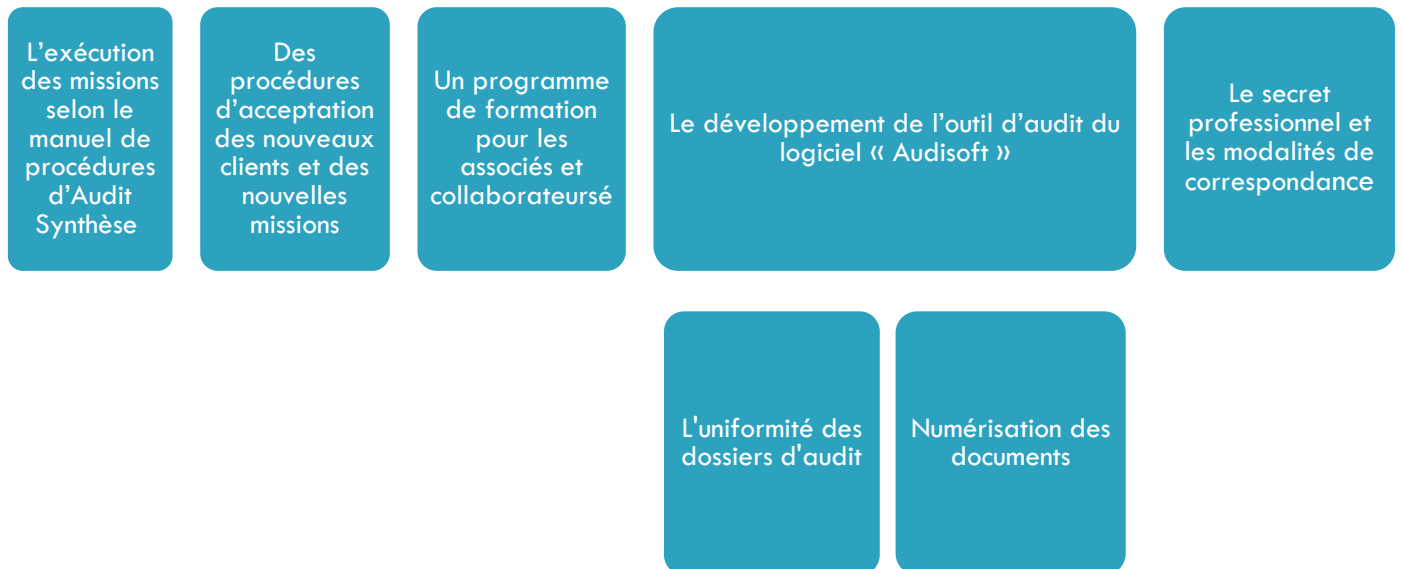 L’exécution
des missions
selon le
manuel de
procédures
d’Audit
Synthèse
Des
procédures
d’acceptation
des nouveaux
clients et des
nouvelles
missions
Un programme
de formation
pour les
associés et
collaborateursé
Le développement de l’outil d’audit du
logiciel « Audisoft »
Le secret
professionnel et
les modalités de
correspondance
L'uniformité des
dossiers d'audit
Numérisation des
documents